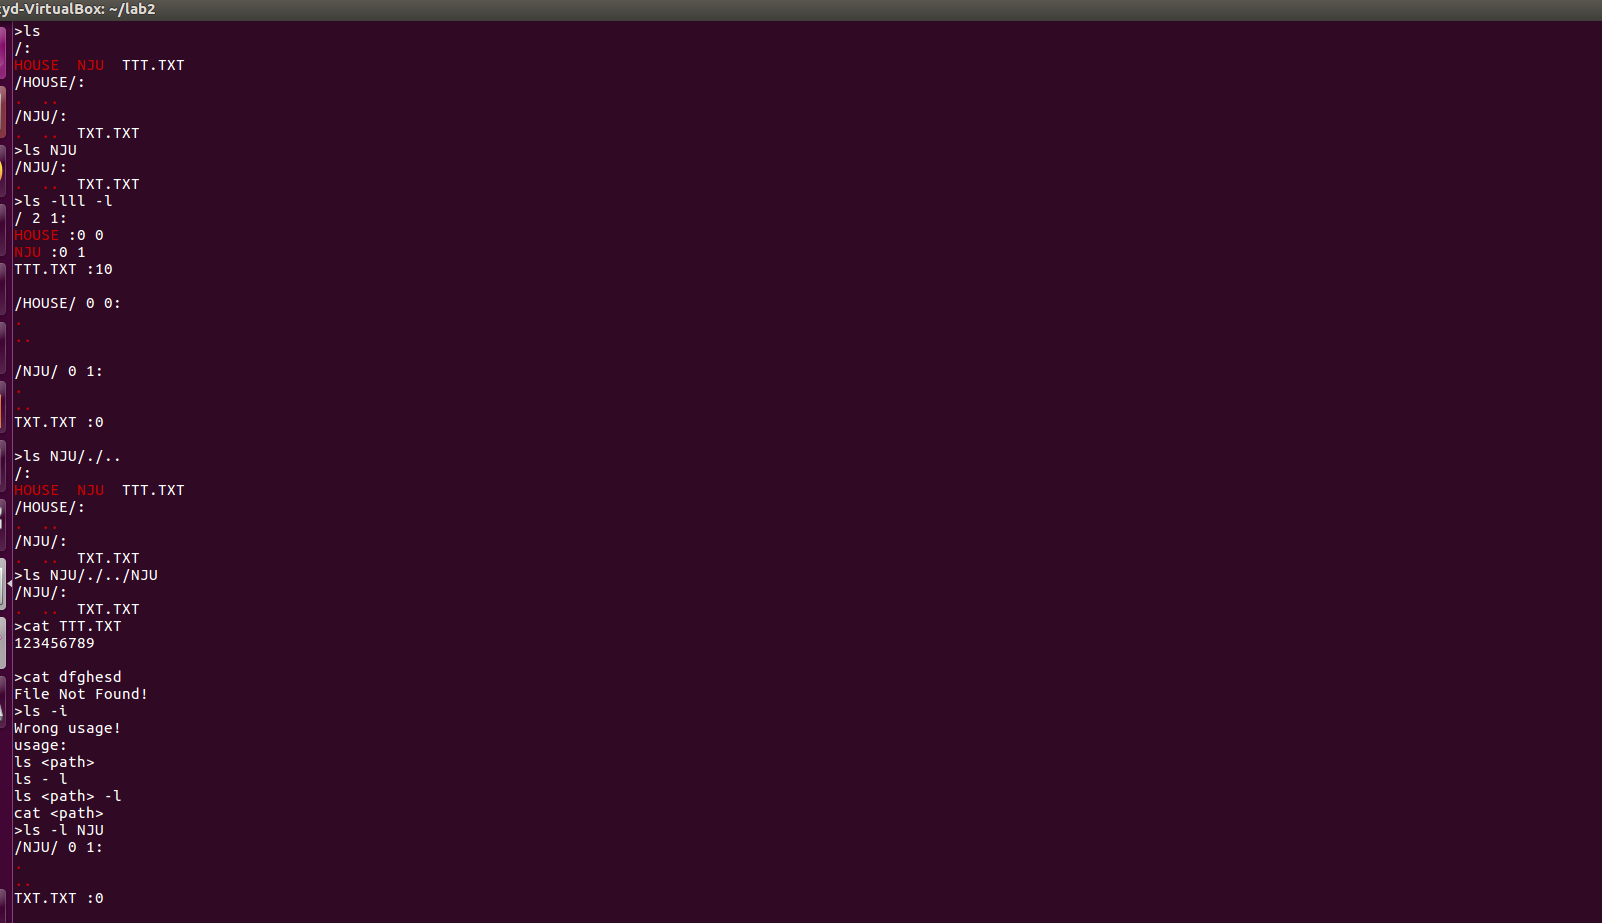 yd-VirtualBox: ~/lab2
>ls
/:
HOUSE  NJU  TTT.TXT
/HOUSE/:
.  ..
/NJU/:
.  ..  TXT.TXT
>ls NJU
/NJU/:
.  ..  TXT.TXT
>ls -lll -l
/ 2 1:
HOUSE :0 0
NJU :0 1
TTT.TXT :10
/HOUSE/ 0 0:
.
..
/NJU/ 0 1:
.
..
TXT.TXT :0
>ls NJU/./..
/:
HOUSE  NJU  TTT.TXT
/HOUSE/:
.  ..
/NJU/:
.  ..  TXT.TXT
>ls NJU/./../NJU
/NJU/:
.  ..  TXT.TXT
>cat TTT.TXT
123456789
>cat dfghesd
File Not Found!
>ls -i
Wrong usage!
usage:
ls <path>
ls - l
ls <path> -l
cat <path>
>ls -l NJU
/NJU/ 0 1:
.
..
TXT.TXT :0